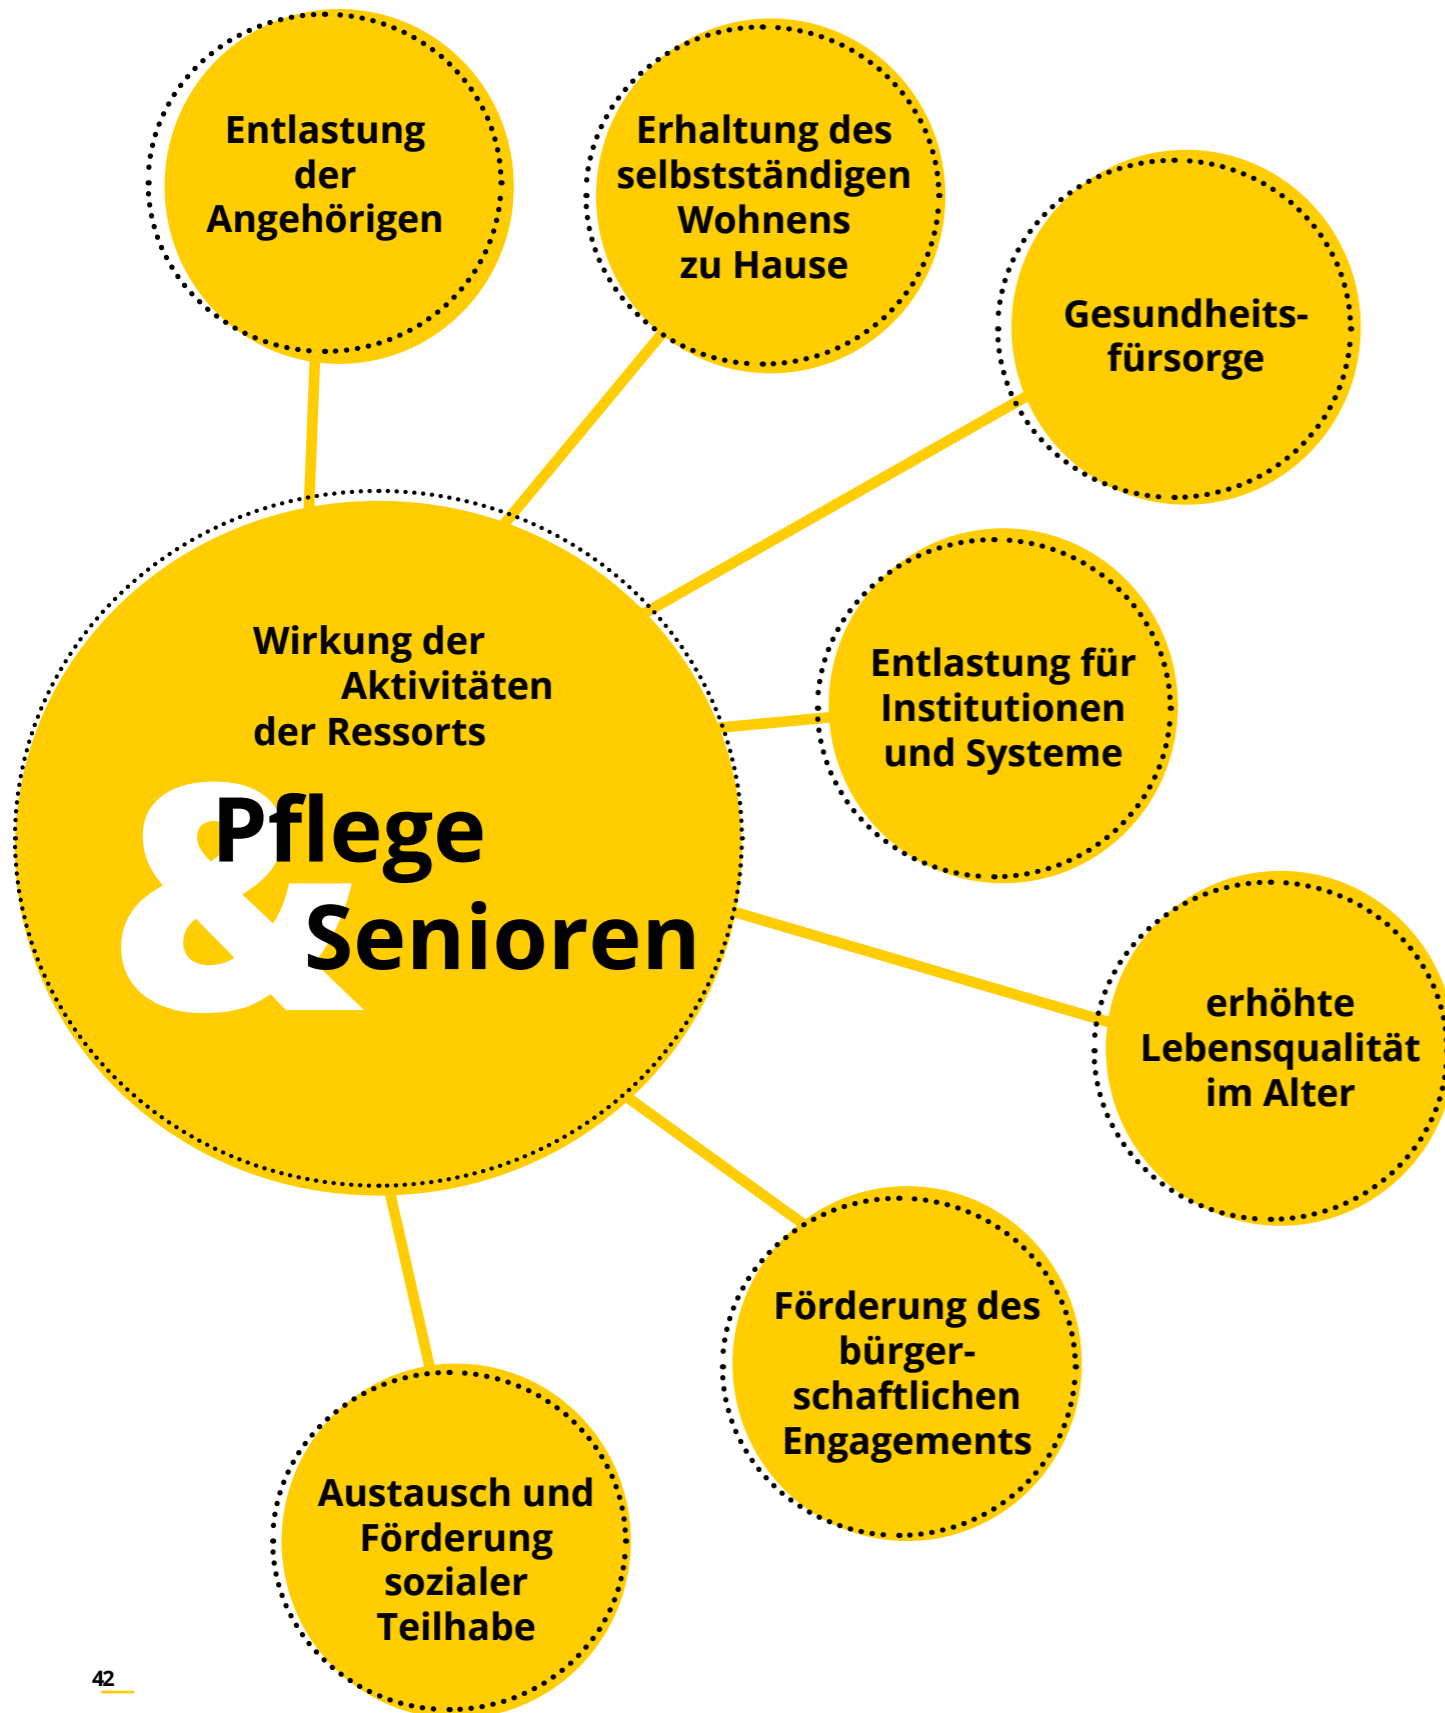 Entlastung
der
Angehörigen
Erhaltung des
selbstständigen
Wohnens
zu Hause
Gesundheits-
fürsorge
Wirkung der
Aktivitäten
der Ressorts
&
Pflege
Senioren
Entlastung für
Institutionen
und Systeme
erhöhte
Lebensqualität
im Alter
Förderung des
bürger-
schaftlichen
Engagements
Austausch und
Förderung
sozialer
Teilhabe
42